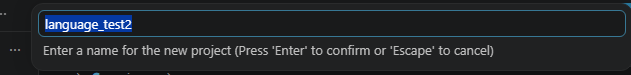 language_test2
Enter a name for the new project (Press 'Enter' to confirm or 'Escape' to cancel)